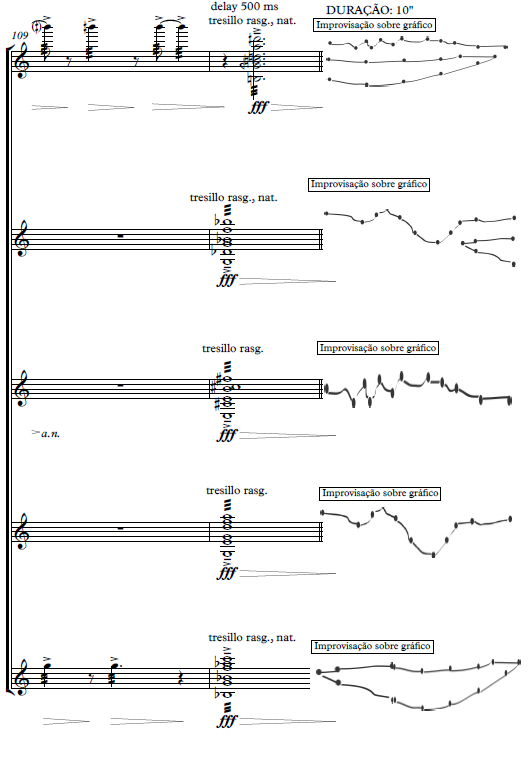 delay 500 ms
DURAÇÃO: 10"
tresillo rasg., nat.
Improvisação sobre gráfico
109
fff
Improvisação sobre gráfico
tresillo rasg., nat.
fff
Improvisação sobre gráfico
tresillo rasg.
a.n.
fff
tresillo rasg.
Improvisação sobre gráfico
fff
tresillo rasg., nat.
Improvisação sobre gráfico
fff